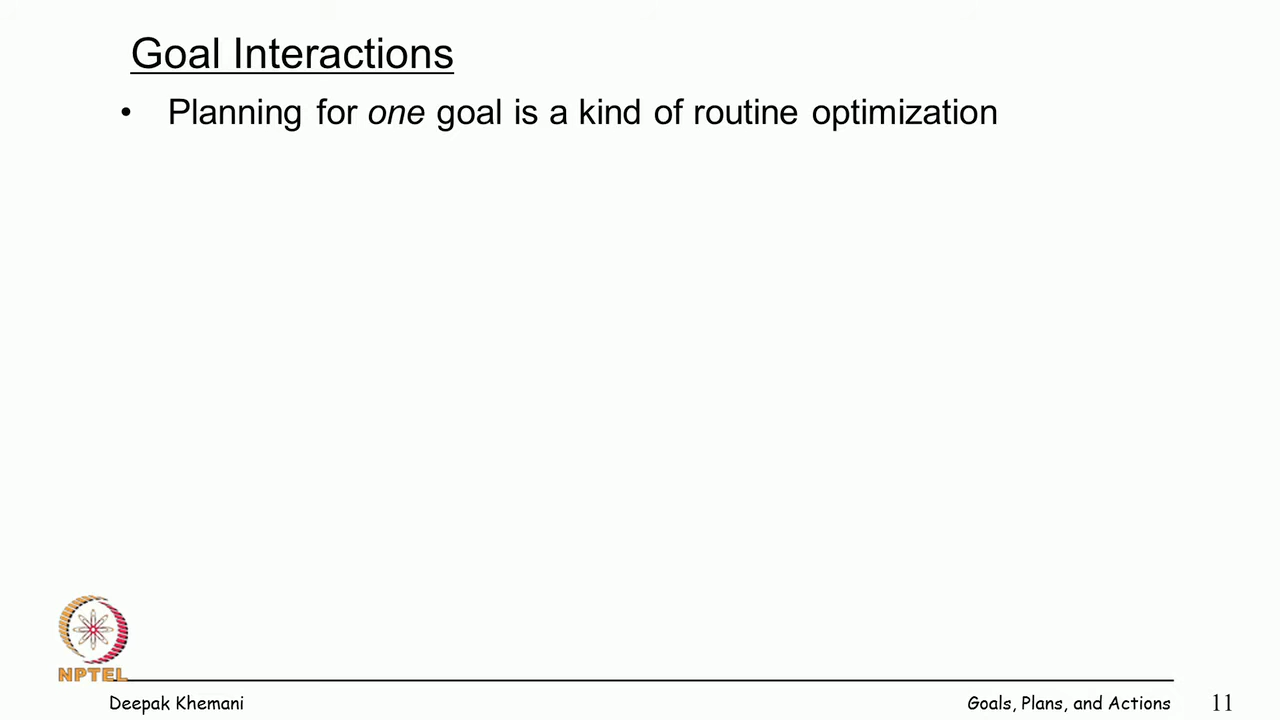 Goal Interactions
• Planning for one goal is a kind of routine optimization
NPTEL
Deepak Khemani
Goals, Plans, and Actions
11